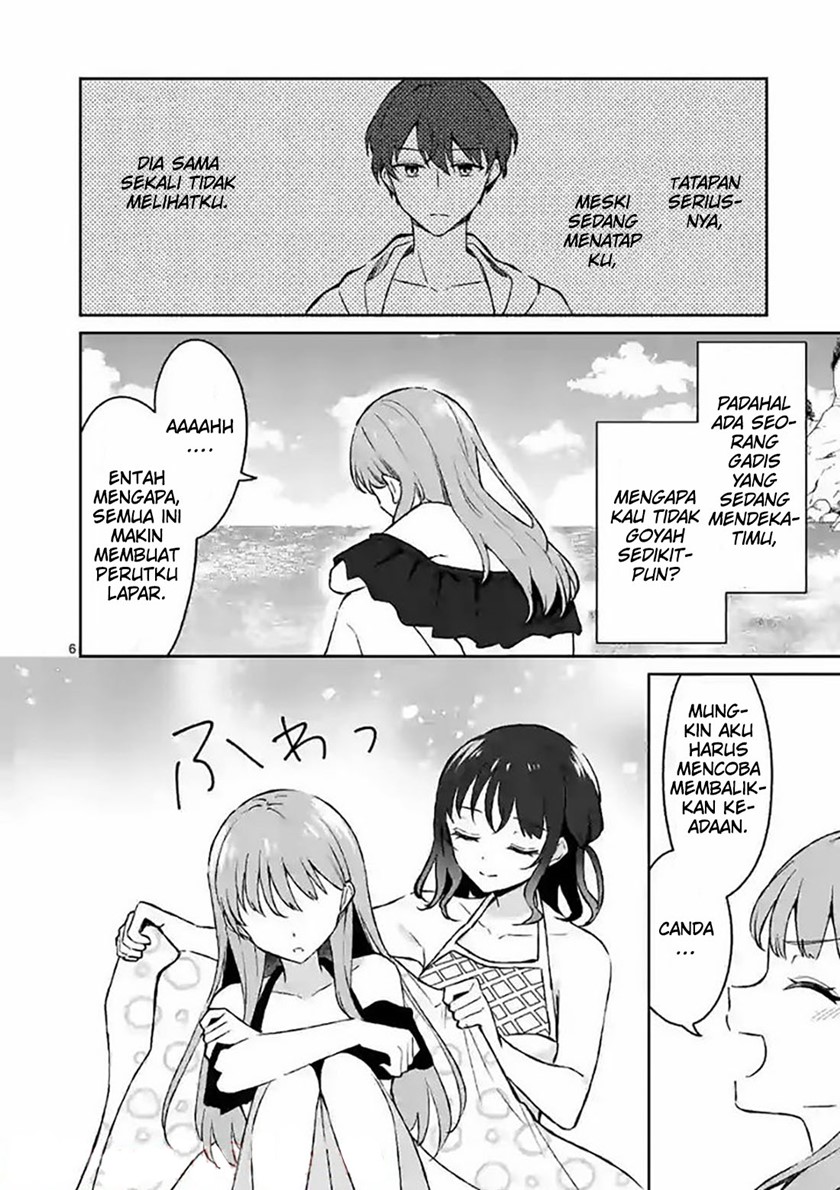 TATAPAN
SERIUS-
NYA,
MESKI
SEDANG
MENATAP
KU,
DIA SAMA
SEKALI TIDAK
MELIHATKU.
PADAHAL
ADA SEO-
RANG
GADIS
YANG
SEDANG
MENDEKA-
TIMU,
MENGAPA
KAU TIDAK
GOYAH
SEDIKIT-
PUN?
AAAAHH
....
ENTAH
MENGAPA,
SEMUA INI
MAKIN
MEMBUAT
PERUTKU
LAPAR.
6
MUNG-
KIN AKU
HARUS
MENCOBA
MEMBALIK-
KAN KE-
ADAAN.
CANDA
...
ふわっ